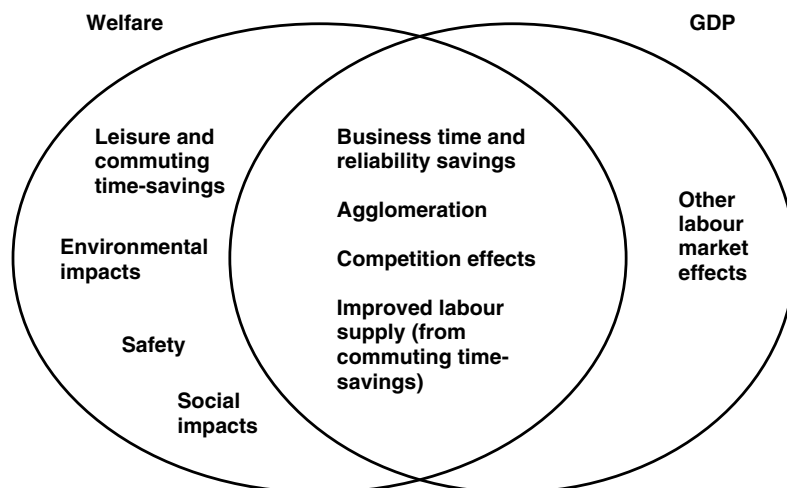 Welfare
GDP
Leisure and
commuting
time-savings
Environmental
impacts
Safety
Social
impacts
Business time and
reliability savings
Agglomeration
Competition effects
Improved labour
supply (from
commuting time-
savings)
Other
labour
market
effects